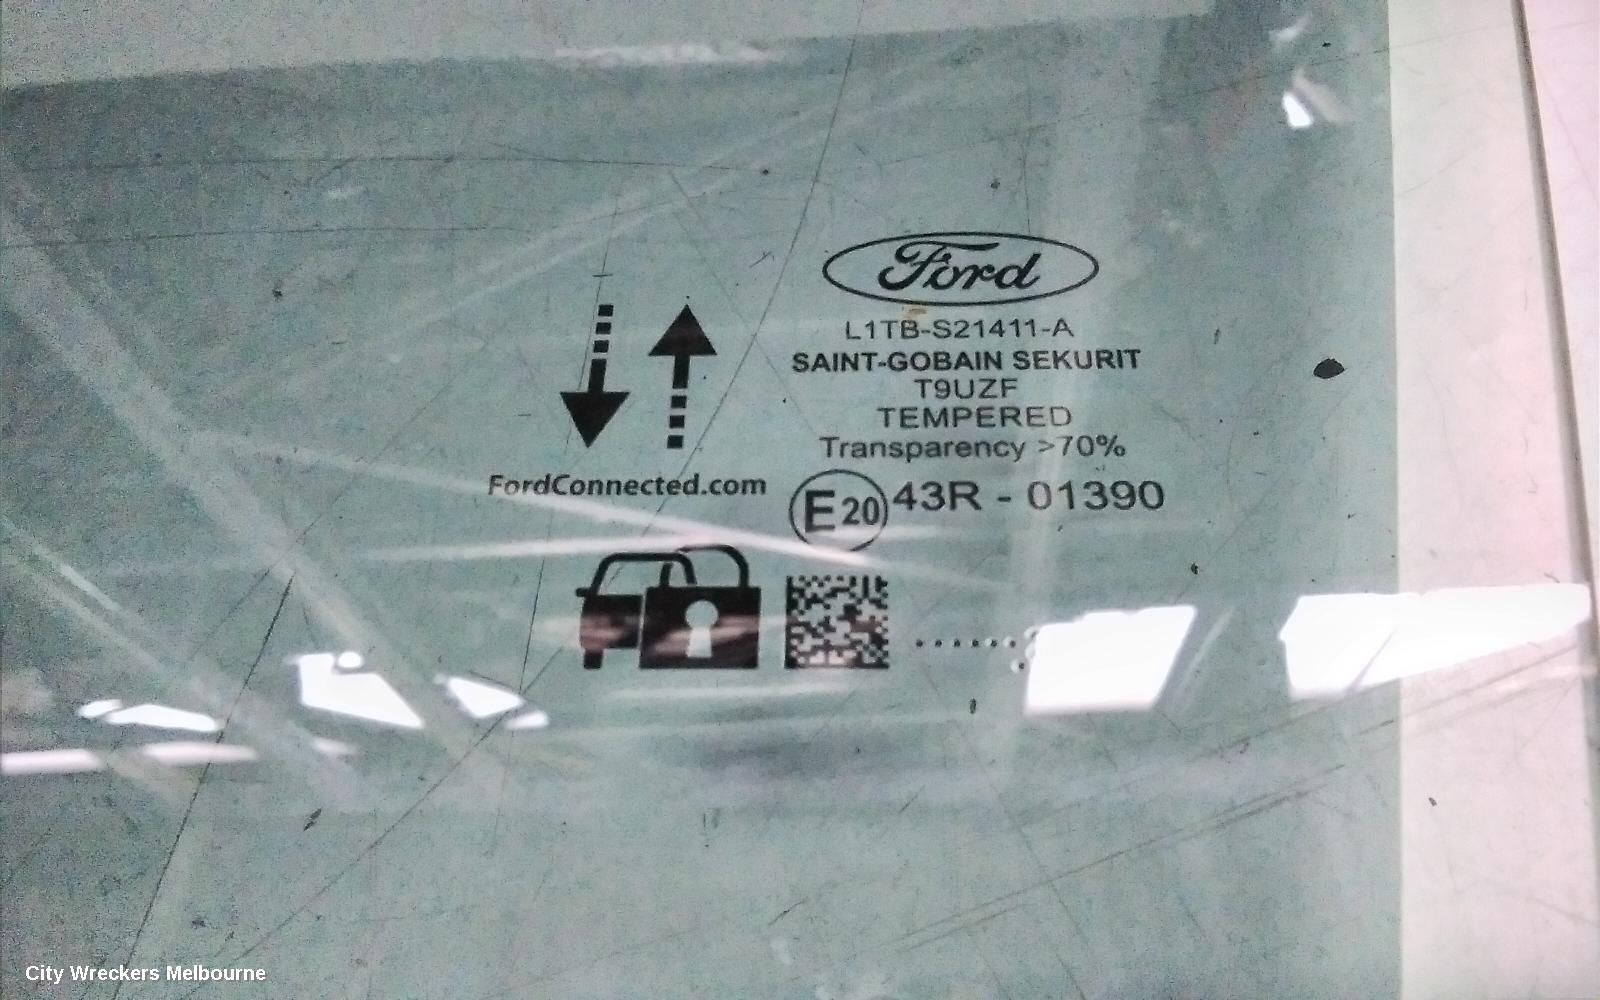 Ford
L1TB-S21411-A
SAINT-GOBAIN SEKURIT
T9UZF
TEMPERED
Transparency >70%
FordConnected.com
E20 43R - 01390
City Wreckers Melbourne